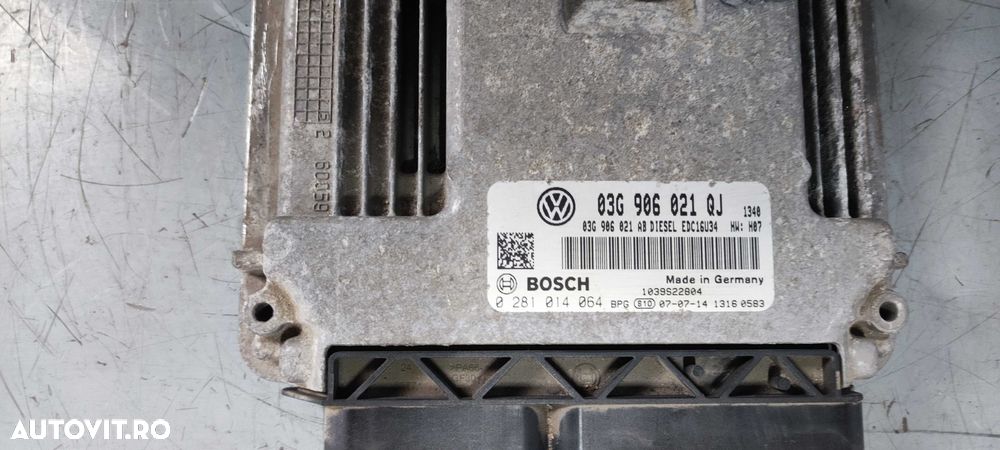 03G 906 021 QJ 1340
03G 906 021 AB DIESEL EDC16U34 HW: H07
BOSCH Made in Germany
1039S22804
0 281 014 064 BPG 810 07-07-14 1316 0583
AUTOVIT.RO